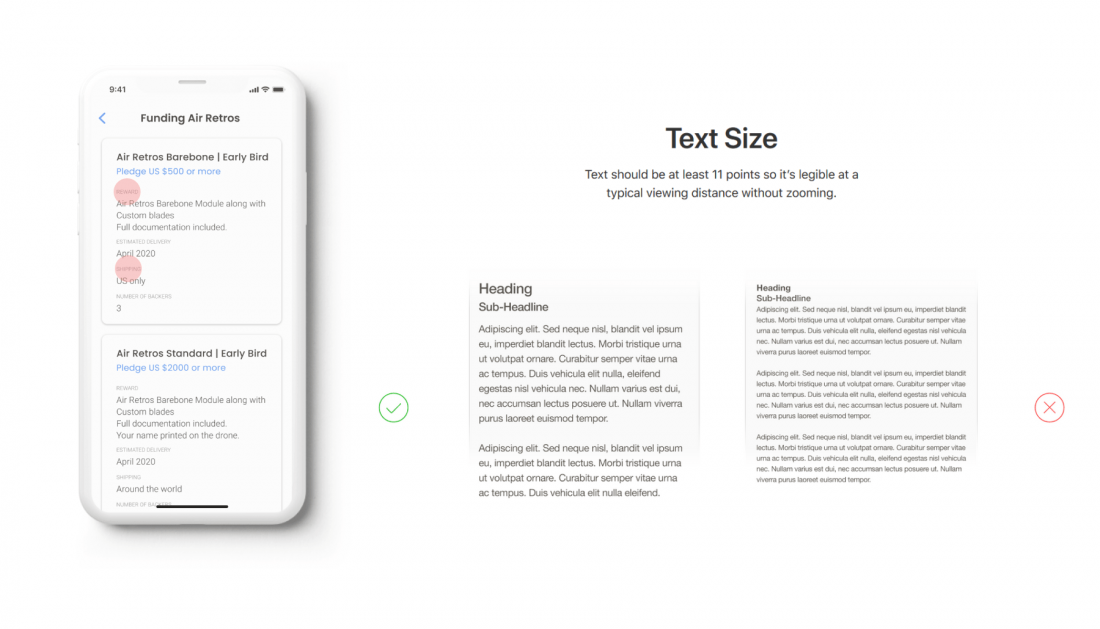 9:41
Funding Air Retros
Air Retros Barebone | Early Bird
Pledge US $500 or more
REWARD
Air Retros Barebone Module along with
Custom blades
Full documentation included.
ESTIMATED DELIVERY
April 2020
SHIPPING
US only
NUMBER OF BACKERS
3
Air Retros Standard | Early Bird
Pledge US $2000 or more
REWARD
Air Retros Barebone Module along with
Custom blades
Full documentation included.
Your name printed on the drone.
ESTIMATED DELIVERY
April 2020
SHIPPING
Around the world
NUMBER OF BACKERS
Text Size
Text should be at least 11 points so it's legible at a
typical viewing distance without zooming.
Heading
Sub-Headline
Adipiscing elit. Sed neque nisl, blandit vel ipsum
eu, imperdiet blandit lectus. Morbi tristique urna
ut volutpat ornare. Curabitur semper vitae urna
ac tempus. Duis vehicula elit nulla, eleifend
egestas nisl vehicula nec. Nullam varius est dui,
nec accumsan lectus posuere ut. Nullam viverra
purus laoreet euismod tempor.
Adipiscing elit. Sed neque nisl, blandit vel ipsum
eu, imperdiet blandit lectus. Morbi tristique urna
ut volutpat ornare. Curabitur semper vitae urna
ac tempus. Duis vehicula elit nulla eleifend.
Heading
Sub-Headline
Adipiscing elit. Sed neque nisl, blandit vel ipsum eu, imperdiet blandit
lectus. Morbi tristique urna ut volutpat ornare. Curabitur semper vitae
urna ac tempus. Duis vehicula elit nulla, eleifend egestas nisl vehicula
nec. Nullam varius est dui, nec accumsan lectus posuere ut. Nullam
viverra purus laoreet euismod tempor.
Adipiscing elit. Sed neque nisl, blandit vel ipsum eu, imperdiet blandit
lectus. Morbi tristique urna ut volutpat ornare. Curabitur semper vitae
urna ac tempus. Duis vehicula elit nulla, eleifend egestas nisl vehicula
nec. Nullam varius est dui, nec accumsan lectus posuere ut. Nullam
viverra purus laoreet euismod tempor.
Adipiscing elit. Sed neque nisl, blandit vel ipsum eu, imperdiet blandit
lectus. Morbi tristique urna ut volutpat ornare. Curabitur semper vitae
urna ac tempus. Duis vehicula elit nulla, eleifend egestas nisl vehicula
nec. Nullam varius est dui, nec accumsan lectus posuere ut. Nullam
viverra purus laoreet euismod tempor.